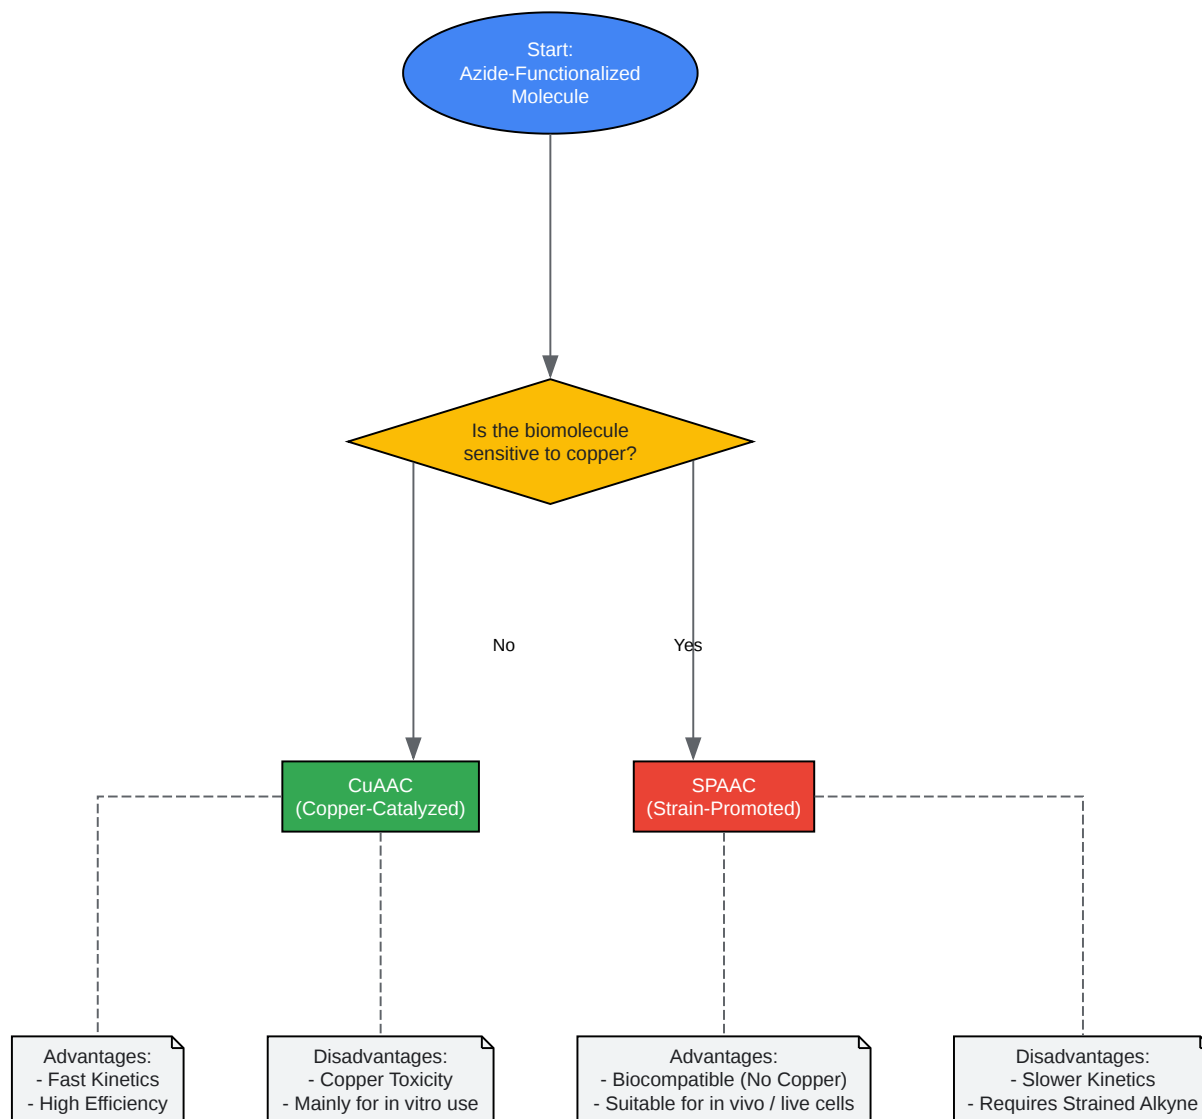 Start:
Azide-Functionalized
Molecule
Is the biomolecule
sensitive to copper?
No
Yes
CuAAC
(Copper-Catalyzed)
SPAAC
(Strain-Promoted)
Advantages:
- Fast Kinetics
- High Efficiency
Disadvantages:
- Copper Toxicity
- Mainly for in vitro use
Advantages:
- Biocompatible (No Copper)
- Suitable for in vivo / live cells
Disadvantages:
- Slower Kinetics
- Requires Strained Alkyne